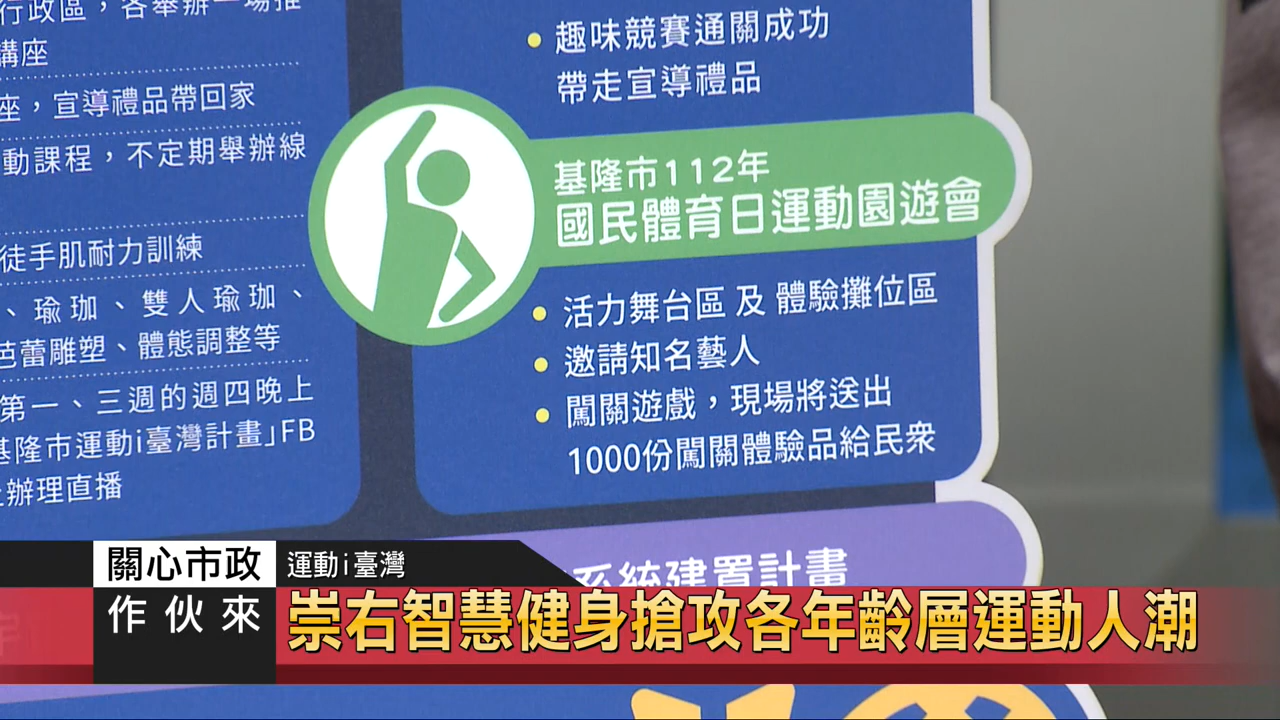 行政區，各舉辦一場推
講座
座，宣導禮品帶回家
動課程，不定期舉辦線
徒手肌耐力訓練
、瑜珈、雙人瑜珈、
芭蕾雕塑、體態調整等
第一、三週的週四晚上
基隆市運動i臺灣計畫」FB
上辦理直播
趣味競賽通關成功
帶走宣導禮品
基隆市112年
國民體育日運動園遊會
活力舞台區 及 體驗攤位區
邀請知名藝人
闖關遊戲，現場將送出
1000份闖關體驗品給民眾
系統建置計畫
關心市政
運動i臺灣
作伙來
崇右智慧健身搶攻各年齡層運動人潮